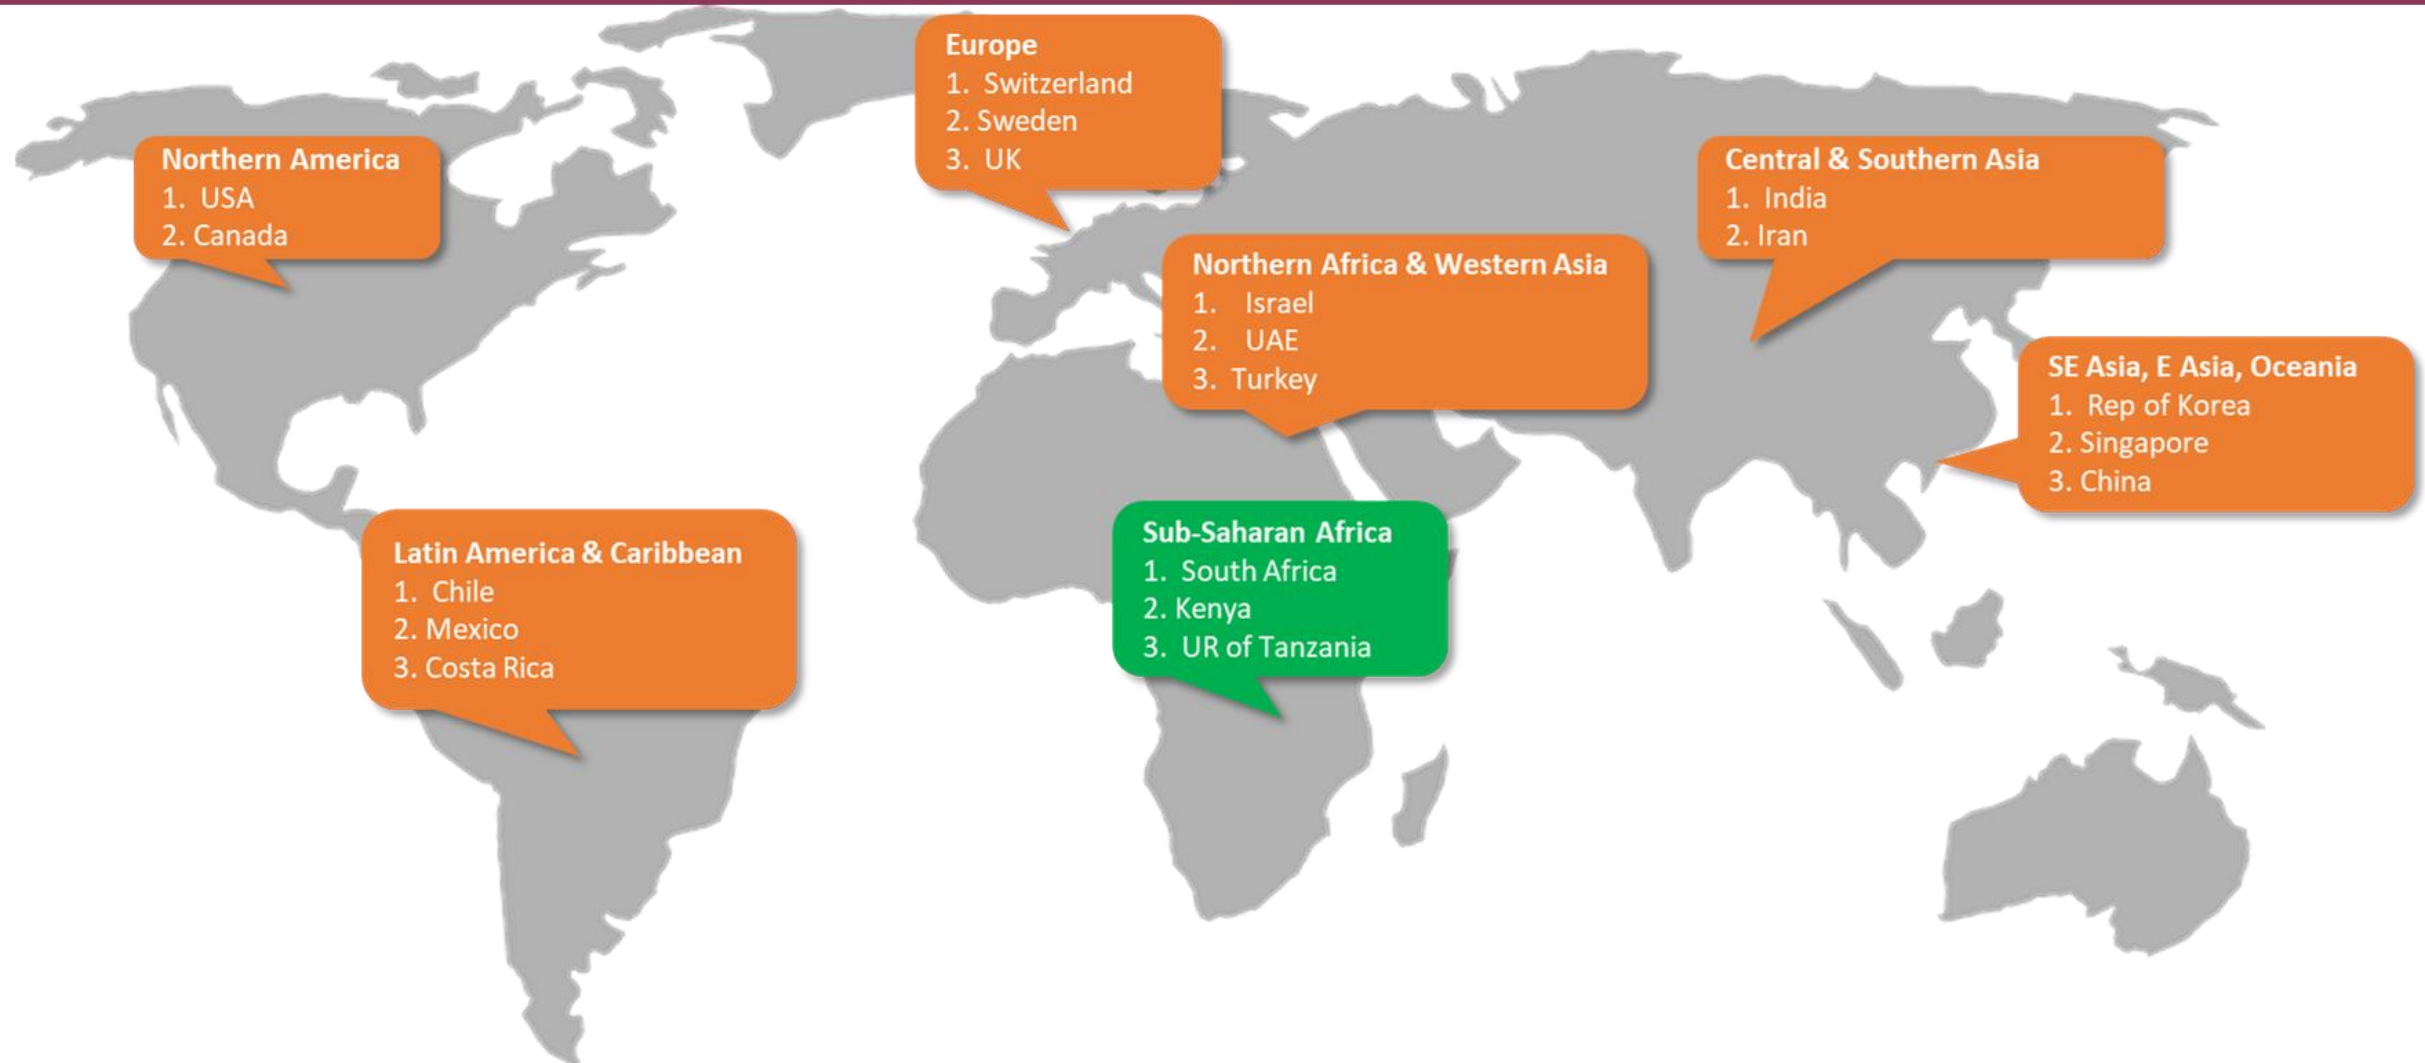 Europe
1. Switzerland
2. Sweden
3. UK
Northern America
1. USA
2. Canada
Central & Southern Asia
1. India
2. Iran
Northern Africa & Western Asia
1. Israel
2. UAE
3. Turkey
SE Asia, E Asia, Oceania
1. Rep of Korea
2. Singapore
3. China
Latin America & Caribbean
1. Chile
2. Mexico
3. Costa Rica
Sub-Saharan Africa
1. South Africa
2. Kenya
3. UR of Tanzania